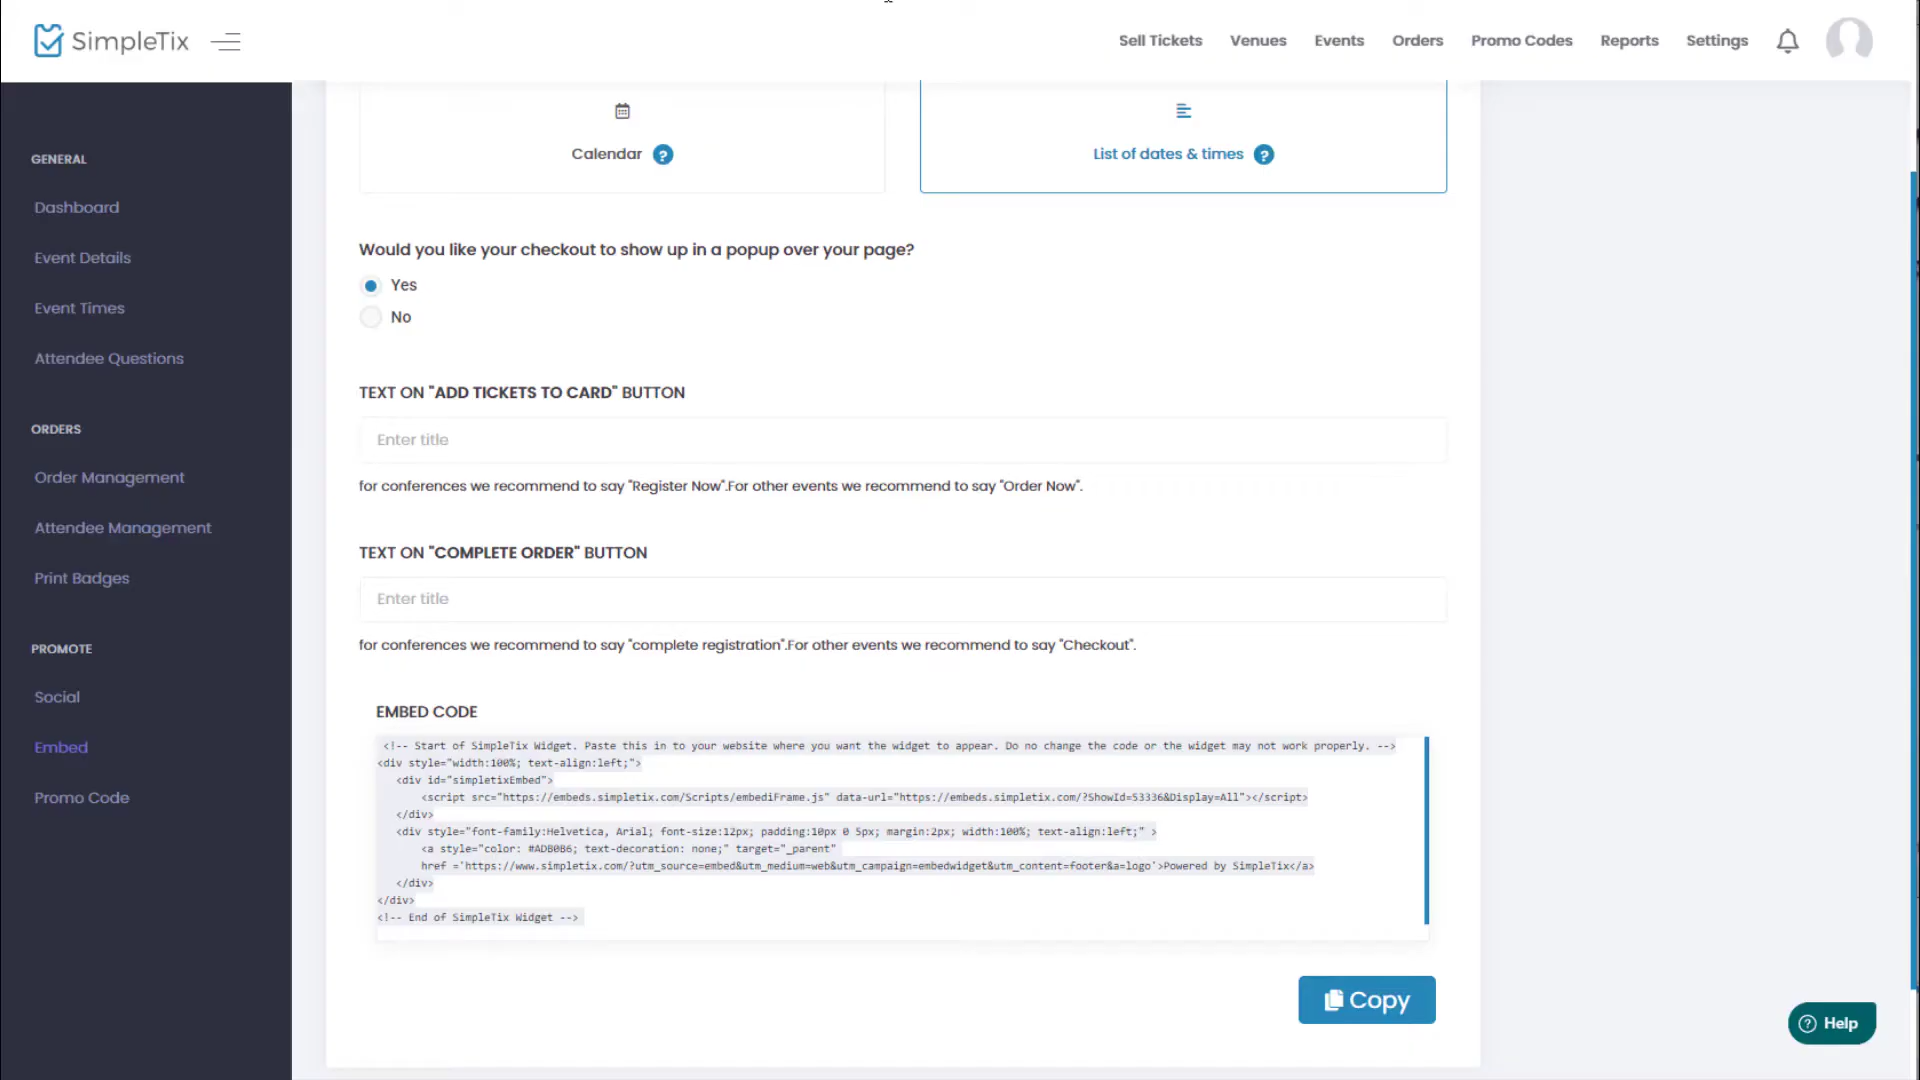 SimpleTix
Sell Tickets
Venues
Events
Orders
Promo Codes
Reports
Settings
GENERAL
Dashboard
Event Details
Event Times
Attendee Questions
ORDERS
Order Management
Attendee Management
Print Badges
PROMOTE
Social
Embed
Promo Code
Calendar ?
List of dates & times ?
Would you like your checkout to show up in a popup over your page?
Yes
No
TEXT ON "ADD TICKETS TO CARD" BUTTON
Enter title
for conferences we recommend to say "Register Now".For other events we recommend to say "Order Now".
TEXT ON "COMPLETE ORDER" BUTTON
Enter title
for conferences we recommend to say "complete registration".For other events we recommend to say "Checkout".
EMBED CODE
<!-- Start of SimpleTix Widget. Paste this in to your website where you want the widget to appear. Do no change the code or the widget may not work properly. -->
<div style="width:100%; text-align:left;">
<div id="simpletixEmbed">
<script src="https://embeds.simpletix.com/Scripts/embediFrame.js" data-url="https://embeds.simpletix.com/?ShowId=53336&Display=All"></script>
</div>
<div style="font-family:Helvetica, Arial; font-size:12px; padding:10px 0 5px; margin:2px; width:100%; text-align:left;" >
<a style="color: #ADB0B6; text-decoration: none;" target="_parent"
href ='https://www.simpletix.com/?utm_source=embed&utm_medium=web&utm_campaign=embedwidget&utm_content=footer&a=logo'>Powered by SimpleTix</a>
</div>
</div>
<!-- End of SimpleTix Widget -->
Copy
? Help